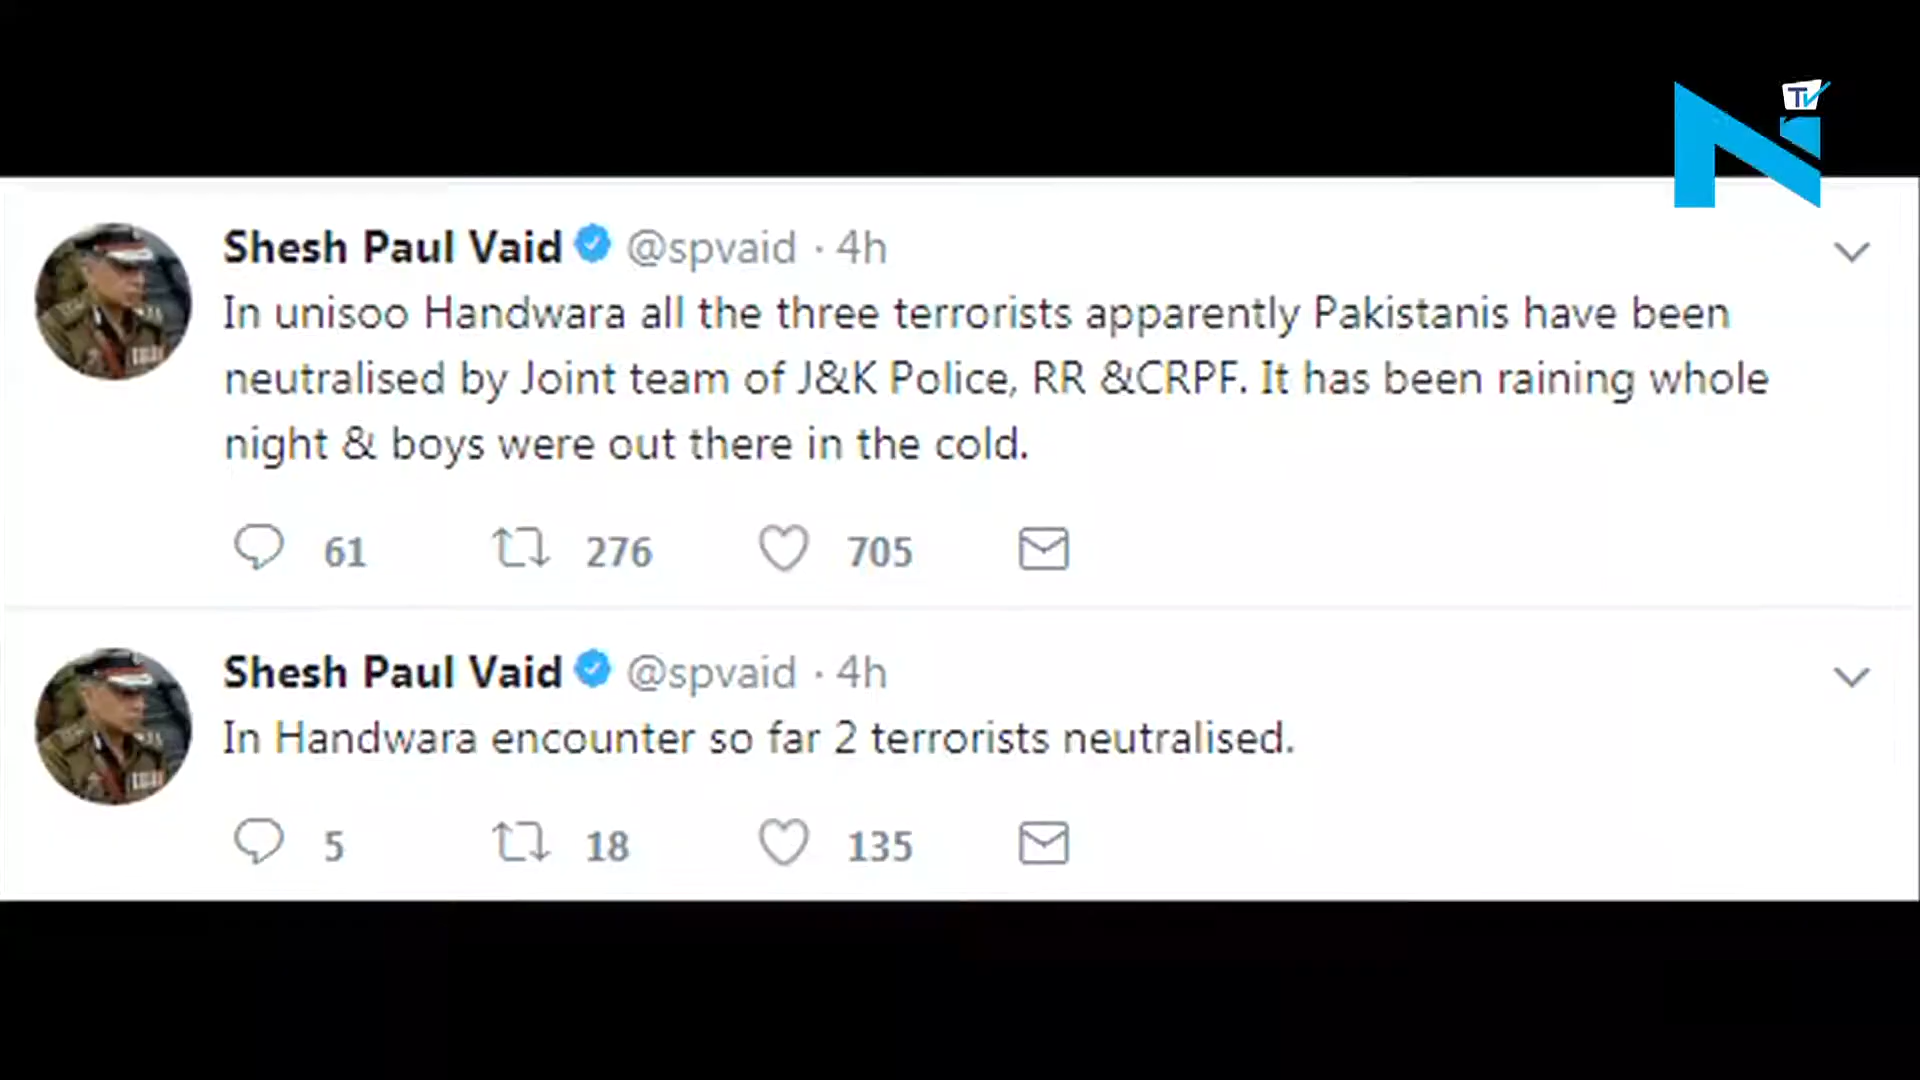 TV
Shesh Paul Vaid @spvaid · 4h
In unisoo Handwara all the three terrorists apparently Pakistanis have been
neutralised by Joint team of J&K Police, RR &CRPF. It has been raining whole
night & boys were out there in the cold.
61 276 705
Shesh Paul Vaid @spvaid · 4h
In Handwara encounter so far 2 terrorists neutralised.
5 18 135